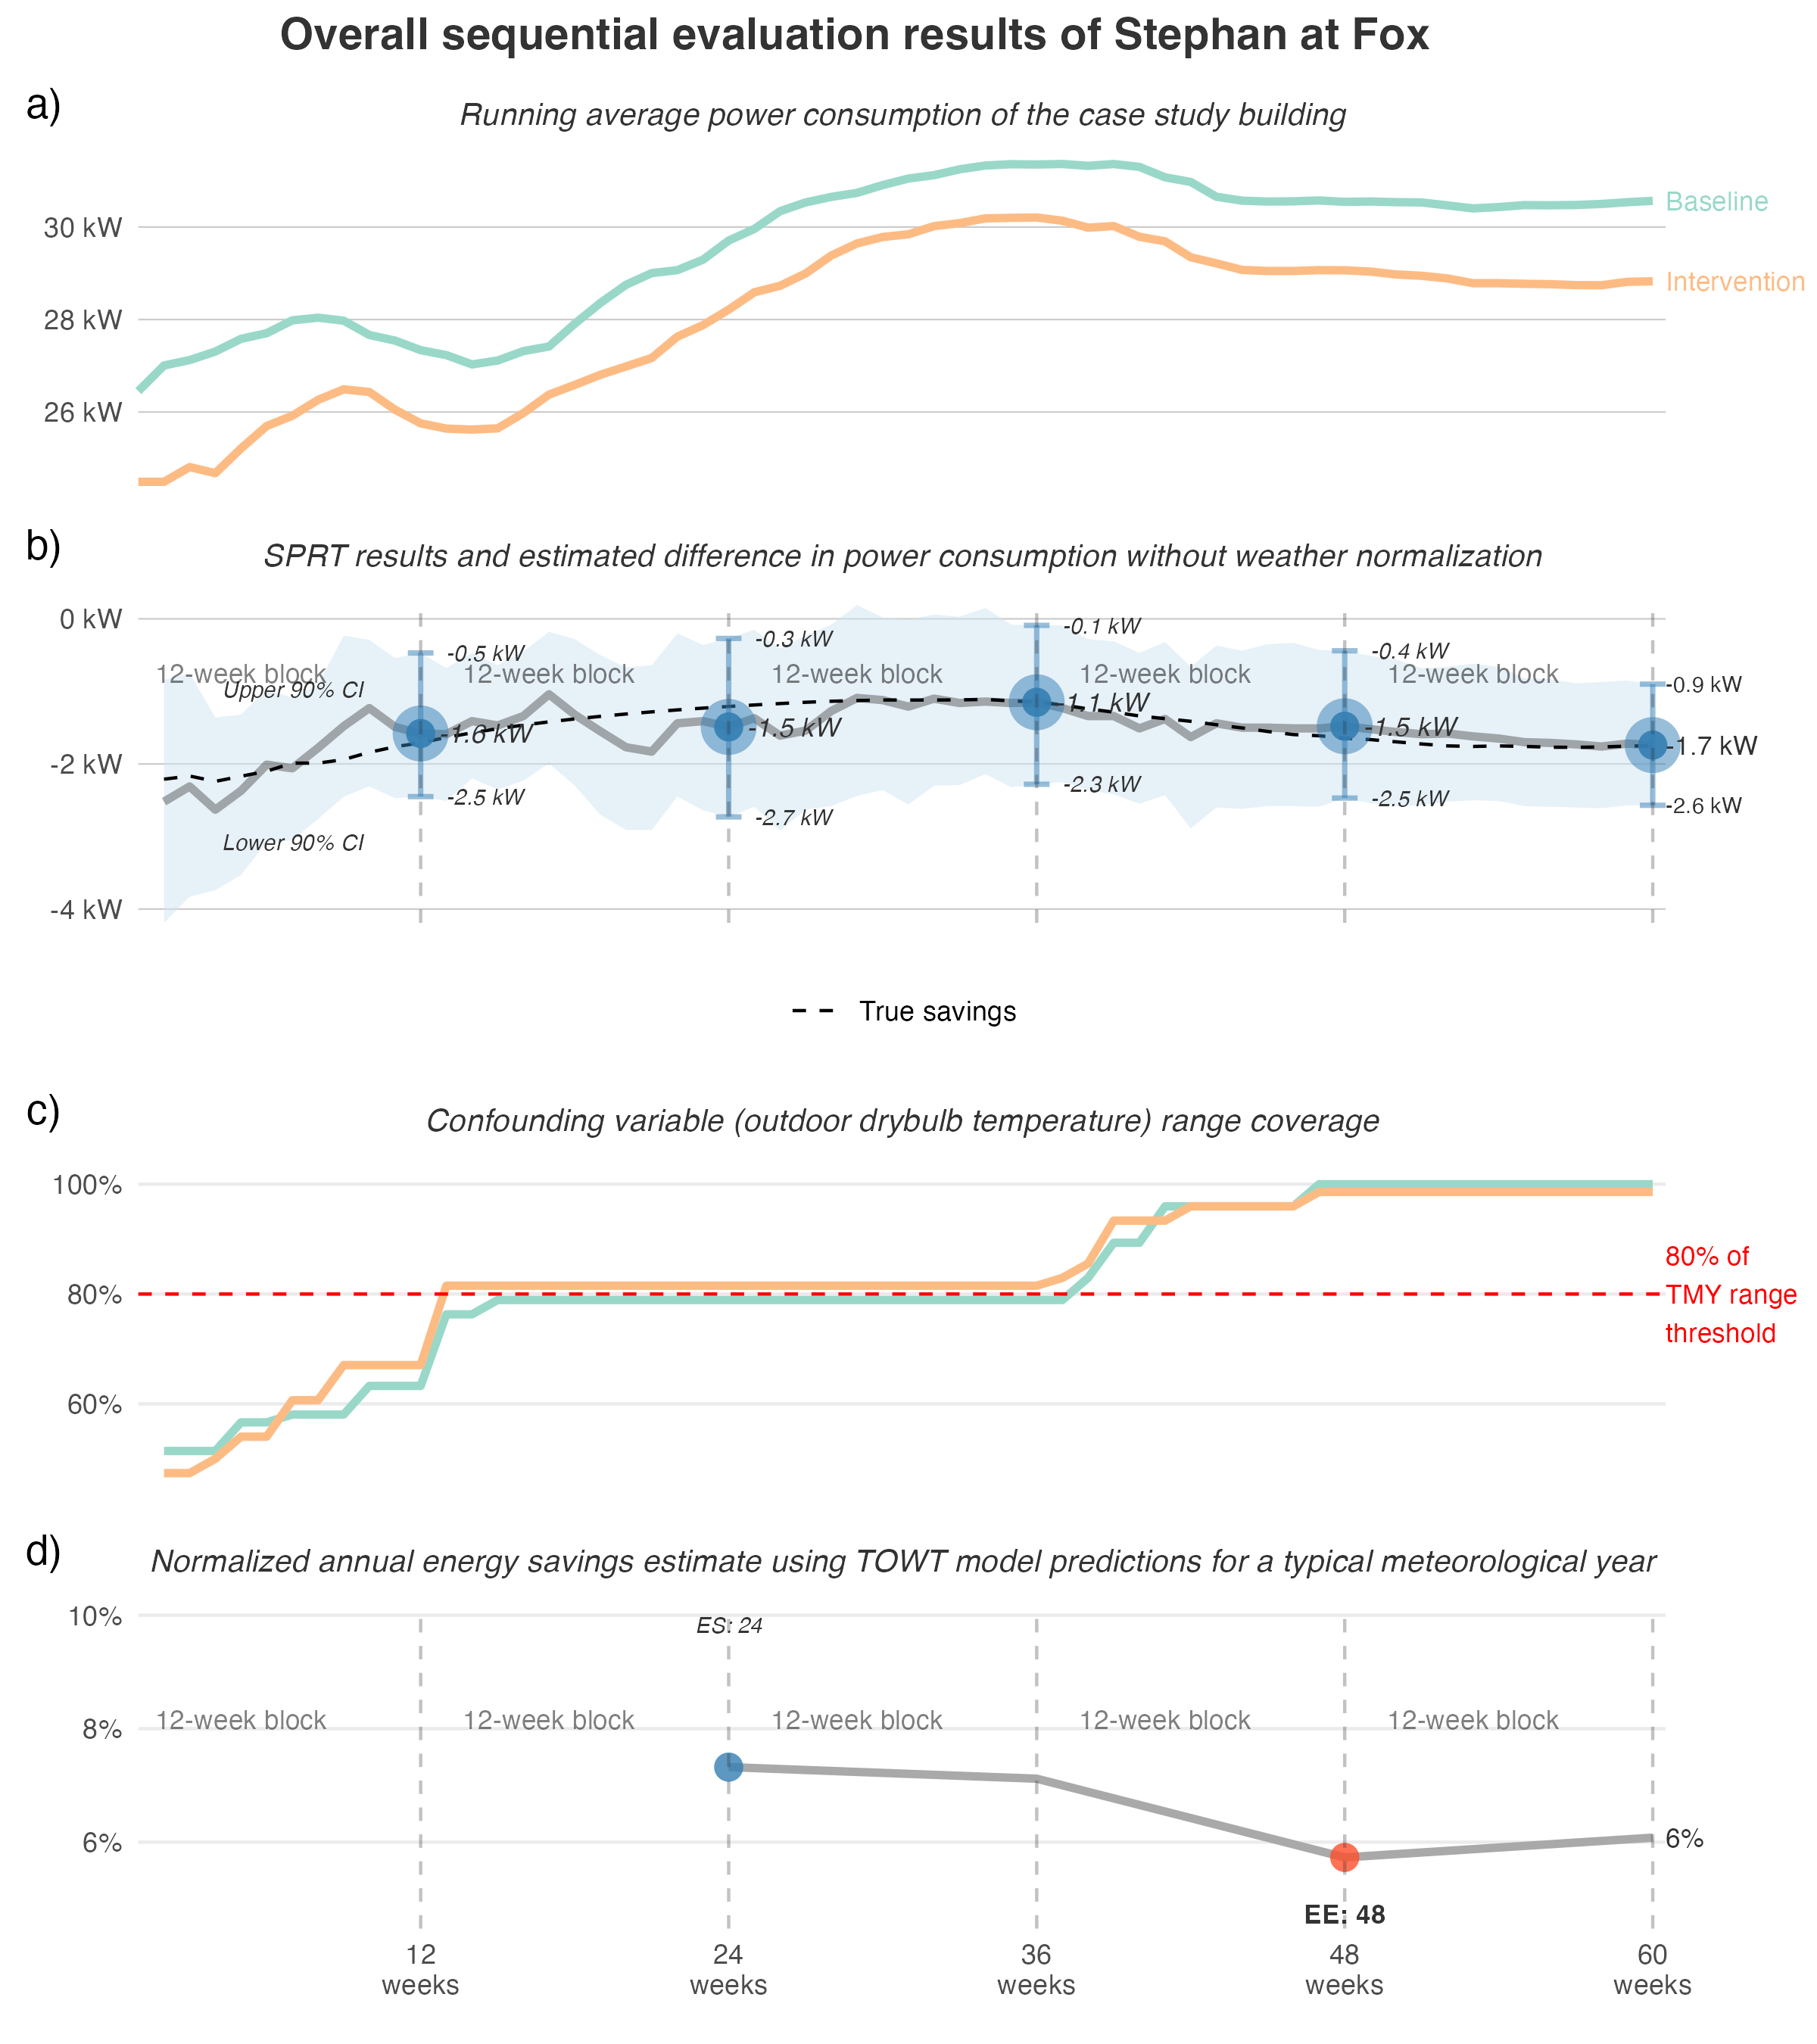 Overall sequential evaluation results of Stephan at Fox
a)
Running average power consumption of the case study building
30 kW
28 kW
26 kW
Baseline
Intervention
b)
SPRT results and estimated difference in power consumption without weather normalization
0 kW
-2 kW
-4 kW
12-week block
12-week block
12-week block
12-week block
12-week block
Upper 90% CI
Lower 90% CI
-0.5 kW
-1.6 kW
-2.5 kW
-0.3 kW
-1.5 kW
-2.7 kW
-0.1 kW
-1.1 kW
-2.3 kW
-0.4 kW
-1.5 kW
-2.5 kW
-0.9 kW
-1.7 kW
-2.6 kW
True savings
c)
Confounding variable (outdoor drybulb temperature) range coverage
100%
80%
60%
80% of
TMY range
threshold
d)
Normalized annual energy savings estimate using TOWT model predictions for a typical meteorological year
10%
8%
6%
ES: 24
12-week block
12-week block
12-week block
12-week block
12-week block
6%
EE: 48
12
weeks
24
weeks
36
weeks
48
weeks
60
weeks